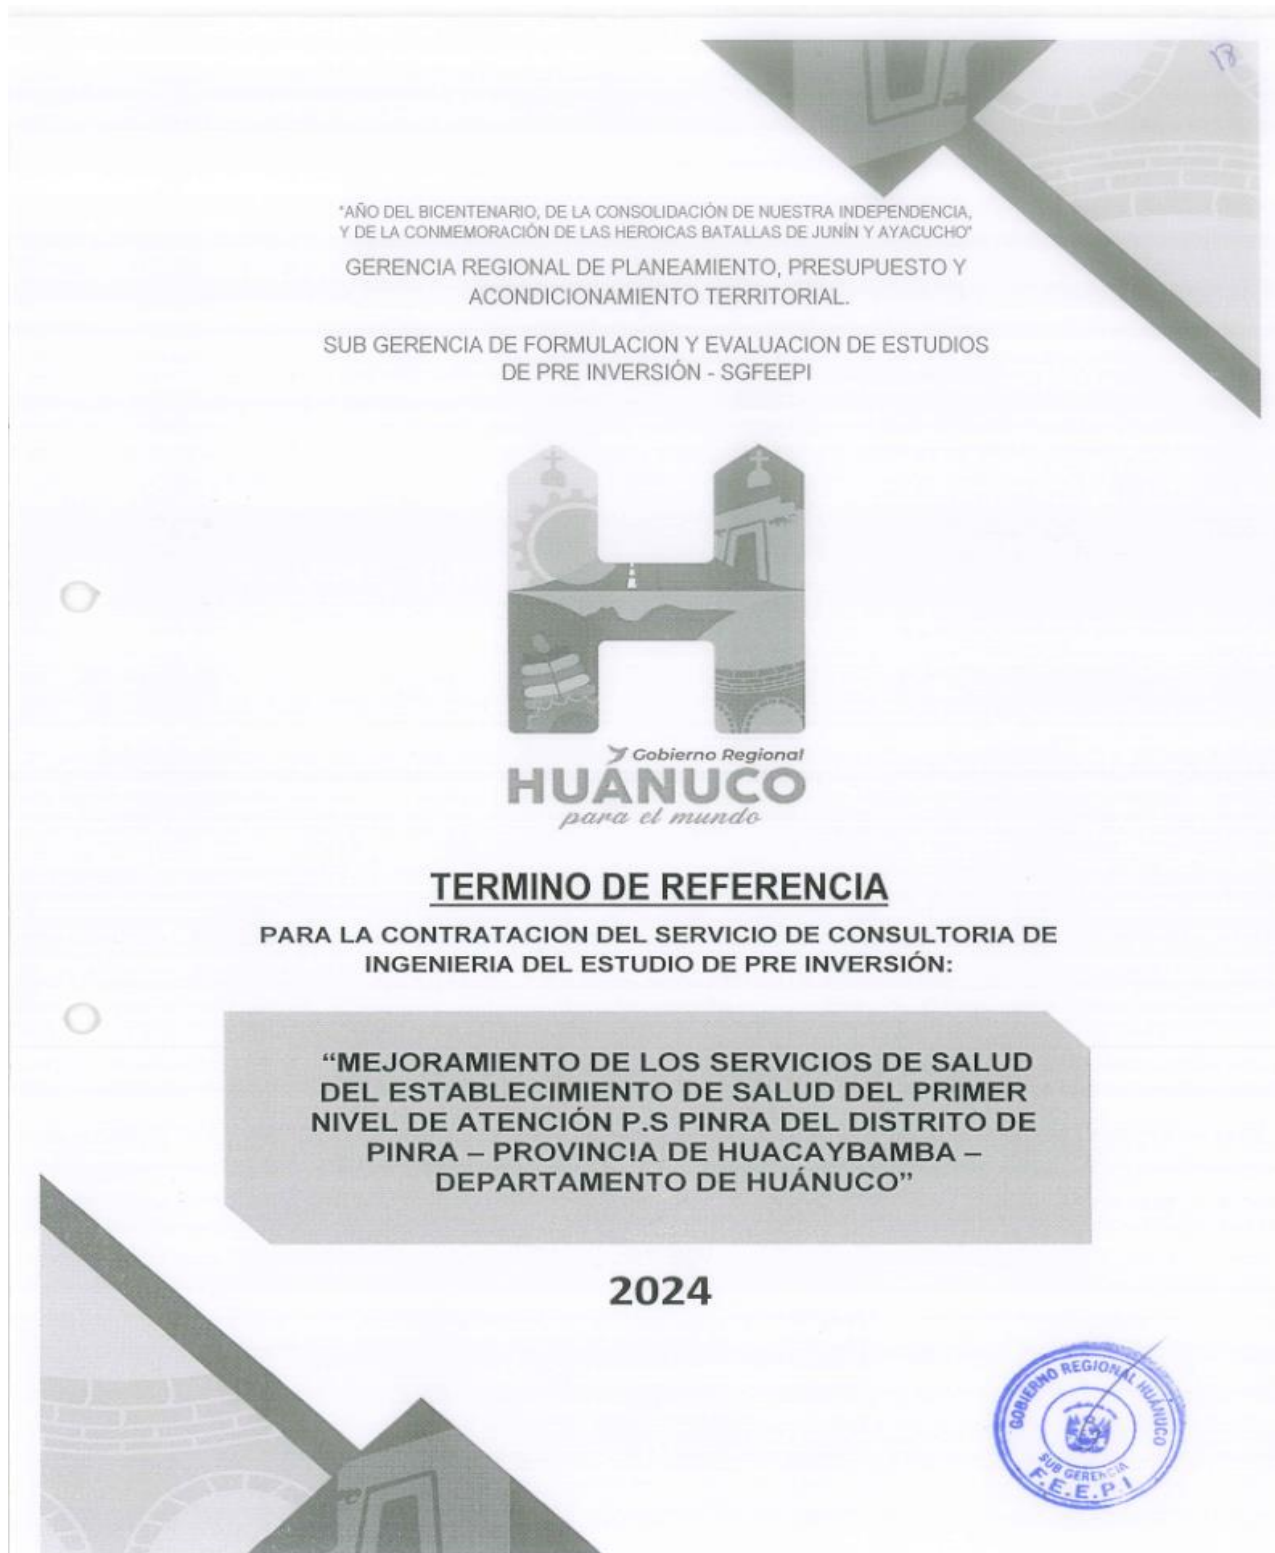 18
"AÑO DEL BICENTENARIO, DE LA CONSOLIDACIÓN DE NUESTRA INDEPENDENCIA,
Y DE LA CONMEMORACIÓN DE LAS HEROICAS BATALLAS DE JUNÍN Y AYACUCHO"
GERENCIA REGIONAL DE PLANEAMIENTO, PRESUPUESTO Y
ACONDICIONAMIENTO TERRITORIAL.
SUB GERENCIA DE FORMULACION Y EVALUACION DE ESTUDIOS
DE PRE INVERSIÓN - SGFEEPI
Gobierno Regional
HUÁNUCO
para el mundo
TERMINO DE REFERENCIA
PARA LA CONTRATACION DEL SERVICIO DE CONSULTORIA DE
INGENIERIA DEL ESTUDIO DE PRE INVERSIÓN:
“MEJORAMIENTO DE LOS SERVICIOS DE SALUD
DEL ESTABLECIMIENTO DE SALUD DEL PRIMER
NIVEL DE ATENCIÓN P.S PINRA DEL DISTRITO DE
PINRA – PROVINCIA DE HUACAYBAMBA –
DEPARTAMENTO DE HUÁNUCO”
2024
GOBIERNO REGIONAL HUÁNUCO
SUB GERENCIA
F.E.E.P.I